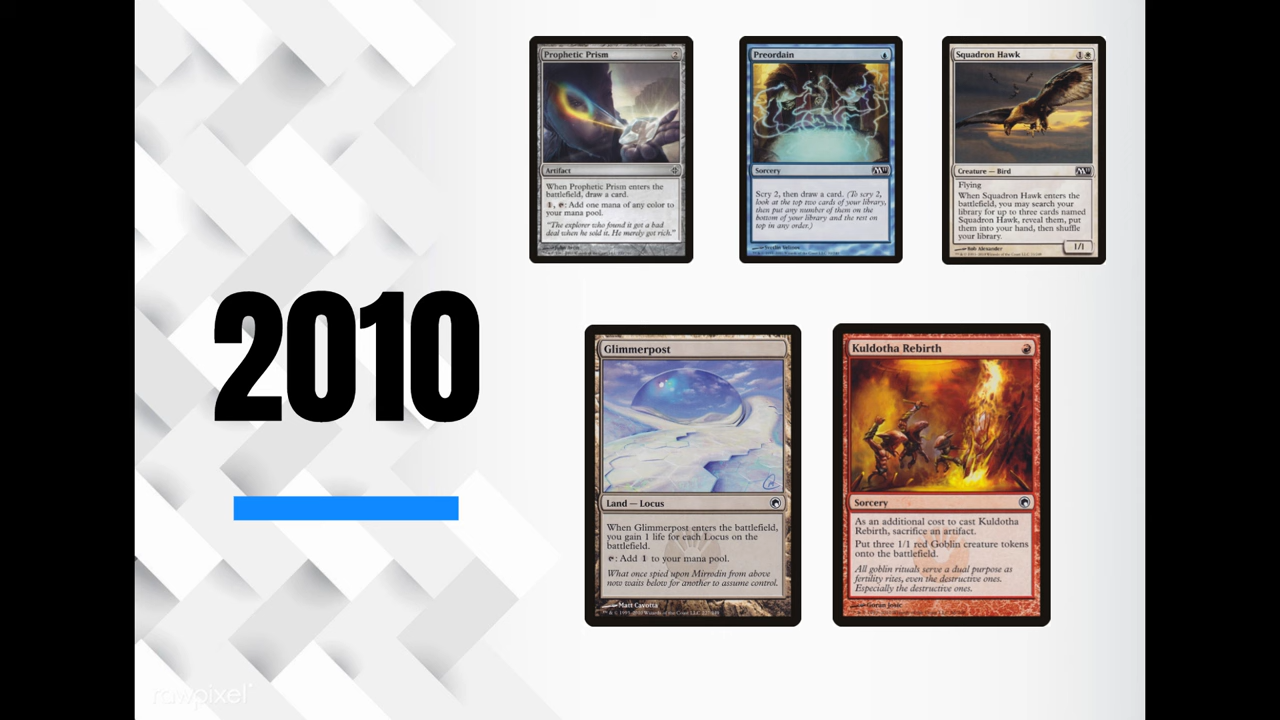 Prophetic Prism 2
Artifact
When Prophetic Prism enters the
battlefield, draw a card.
1, T: Add one mana of any color to
your mana pool.
"The explorer who found it got a bad
deal when he sold it. He merely got rich."
Preordain
Sorcery M11
Scry 2, then draw a card. (To scry 2,
look at the top two cards of your library,
then put any number of them on the
bottom of your library and the rest on
top in any order.)
Squadron Hawk 1
Creature — Bird M11
Flying
When Squadron Hawk enters the
battlefield, you may search your
library for up to three cards named
Squadron Hawk, reveal them, put
them into your hand, then shuffle
your library.
Rob Alexander
1/1
2010
Glimmerpost
Land — Locus
When Glimmerpost enters the battlefield,
you gain 1 life for each Locus on the
battlefield.
: Add 1 to your mana pool.
What once spied upon Mirrodin from above
now waits below for another to assume control.
Matt Cavotta
Kuldotha Rebirth
Sorcery
As an additional cost to cast Kuldotha
Rebirth, sacrifice an artifact.
Put three 1/1 red Goblin creature tokens
onto the battlefield.
All goblin rituals serve a dual purpose as
fertility rites, even the destructive ones.
Especially the destructive ones.
Goran Josic
rawpixel